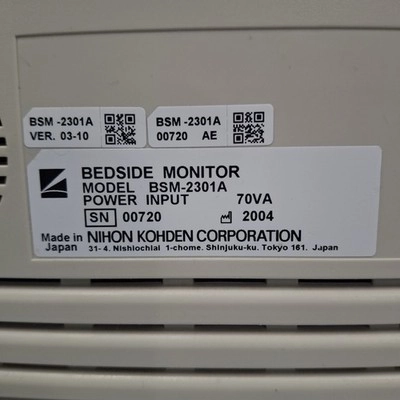 BSM -2301A
VER. 03-10
BSM -2301A
00720 AE
BEDSIDE MONITOR
MODEL BSM-2301A
POWER INPUT 70VA
SN 00720 2004
Made in Japan NIHON KOHDEN CORPORATION
31-4. Nishiochiai 1-chome. Shinjuku-ku. Tokyo 161. Japan